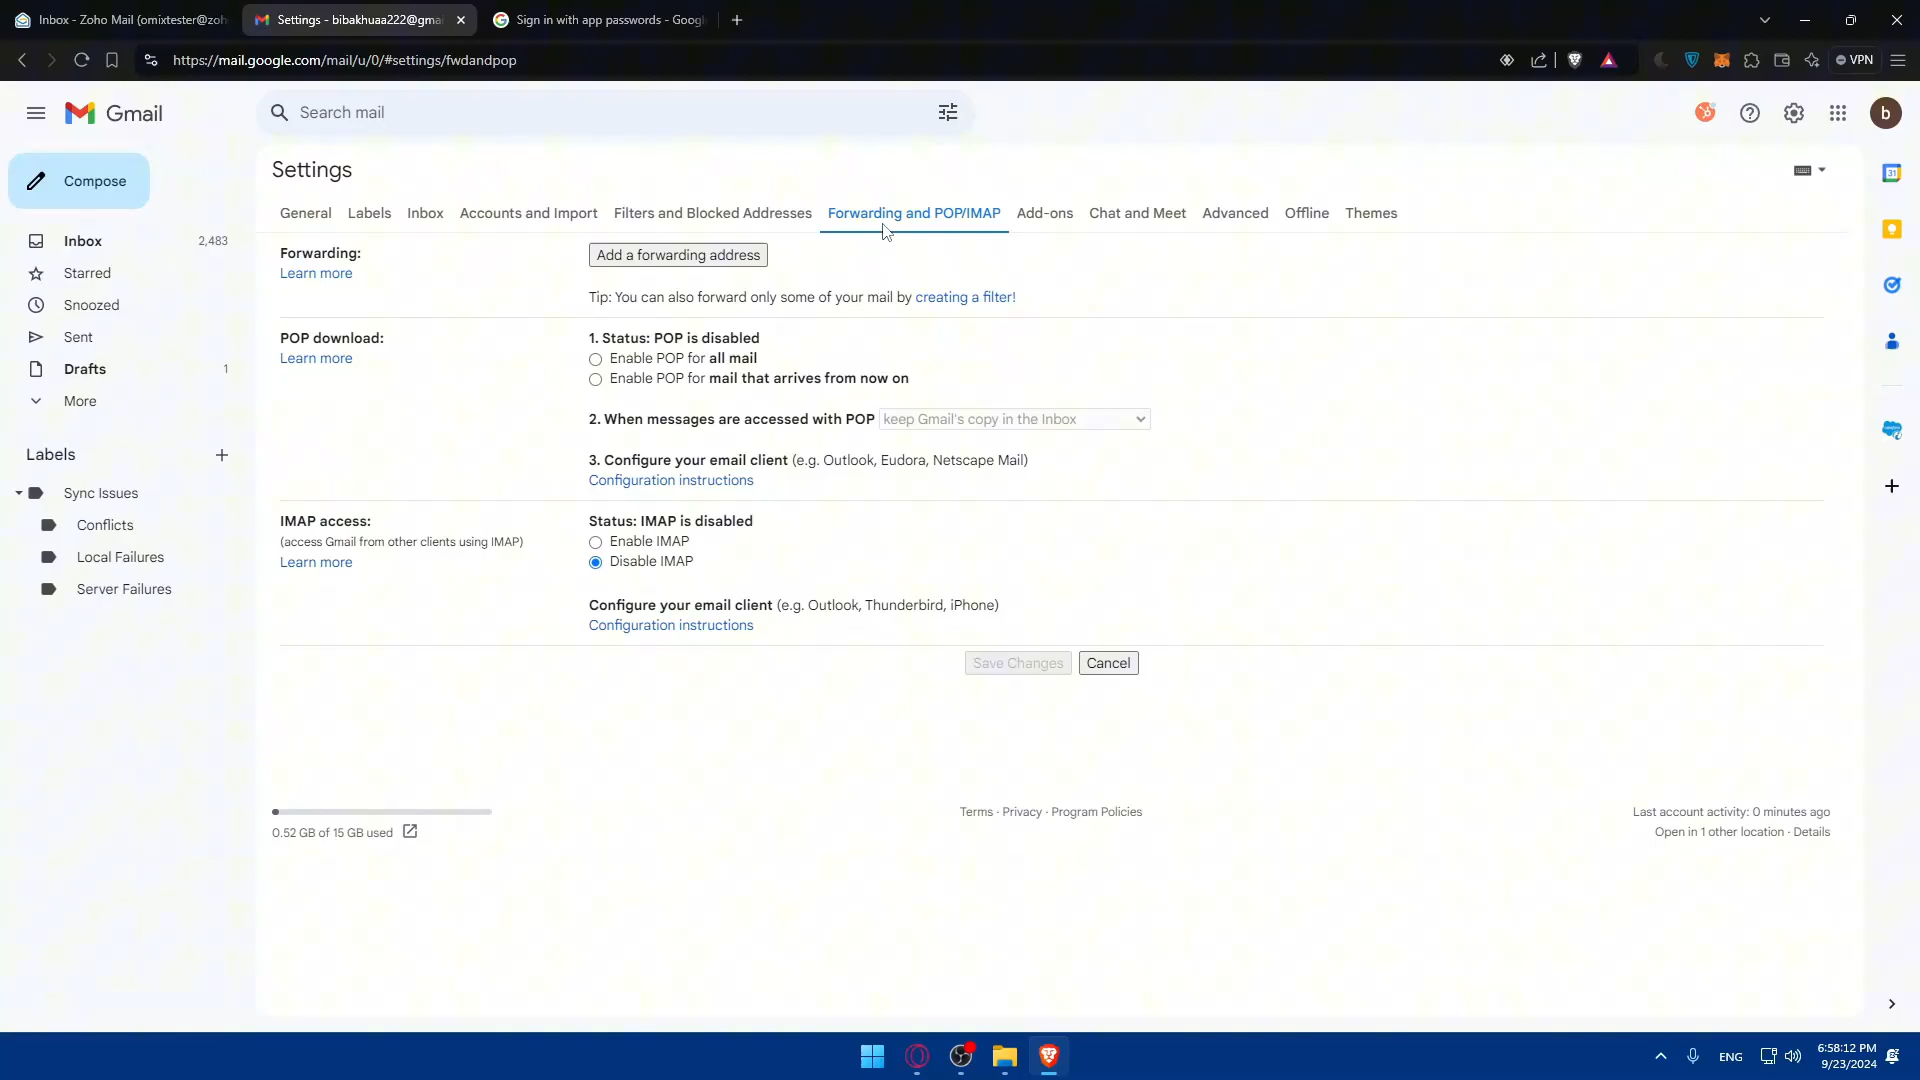 Inbox - Zoho Mail (omixtester@zoh
Settings - bibakhuaa222@gmai
Sign in with app passwords - Googl
https://mail.google.com/mail/u/0/#settings/fwdandpop
VPN
Gmail
Search mail
b
Compose
Settings
General
Labels
Inbox
Accounts and Import
Filters and Blocked Addresses
Forwarding and POP/IMAP
Add-ons
Chat and Meet
Advanced
Offline
Themes
Inbox 2,483
Starred
Snoozed
Sent
Drafts 1
More
Labels
Sync Issues
Conflicts
Local Failures
Server Failures
Forwarding:
Learn more
Add a forwarding address
Tip: You can also forward only some of your mail by creating a filter!
POP download:
Learn more
1. Status: POP is disabled
Enable POP for all mail
Enable POP for mail that arrives from now on
2. When messages are accessed with POP keep Gmail's copy in the Inbox
3. Configure your email client (e.g. Outlook, Eudora, Netscape Mail)
Configuration instructions
IMAP access:
(access Gmail from other clients using IMAP)
Learn more
Status: IMAP is disabled
Enable IMAP
Disable IMAP
Configure your email client (e.g. Outlook, Thunderbird, iPhone)
Configuration instructions
Save Changes
Cancel
0.52 GB of 15 GB used
Terms · Privacy · Program Policies
Last account activity: 0 minutes ago
Open in 1 other location · Details
31
ENG
6:58:12 PM
9/23/2024